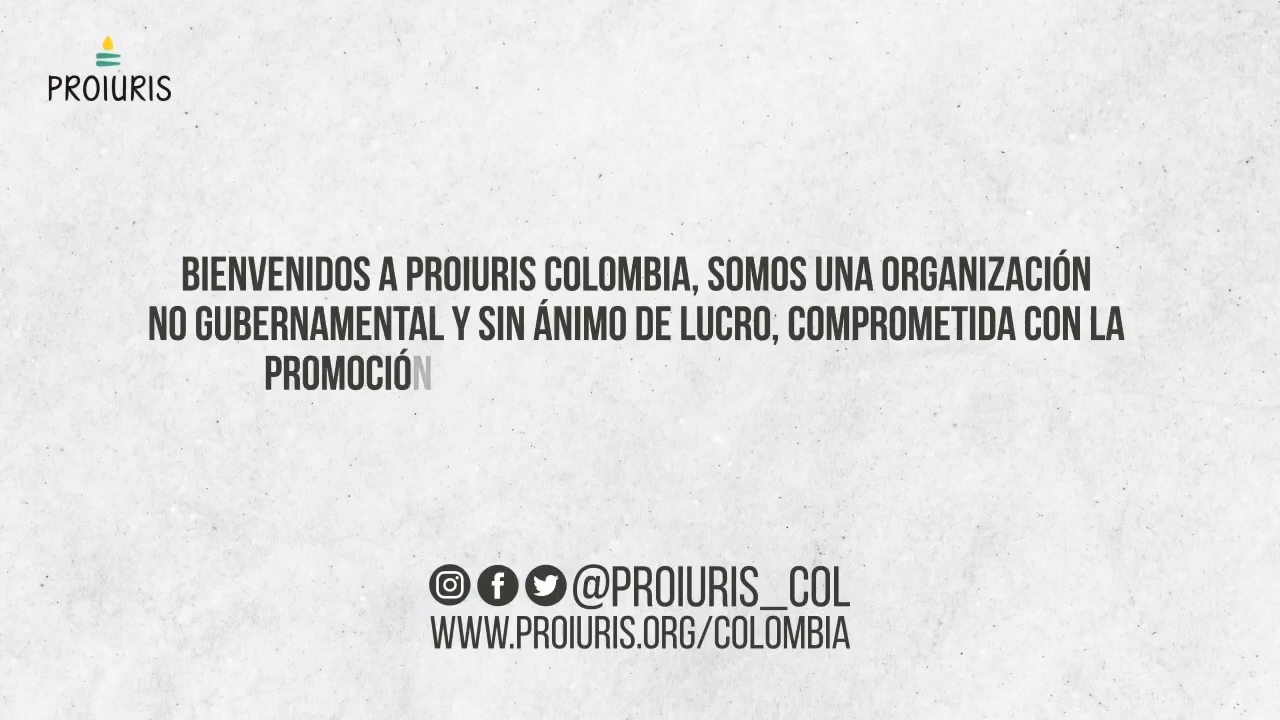 PROIURIS
BIENVENIDOS A PROIURIS COLOMBIA, SOMOS UNA ORGANIZACIÓN
NO GUBERNAMENTAL Y SIN ÁNIMO DE LUCRO, COMPROMETIDA CON LA
PROMOCIÓN
@PROIURIS_COL
WWW.PROIURIS.ORG/COLOMBIA